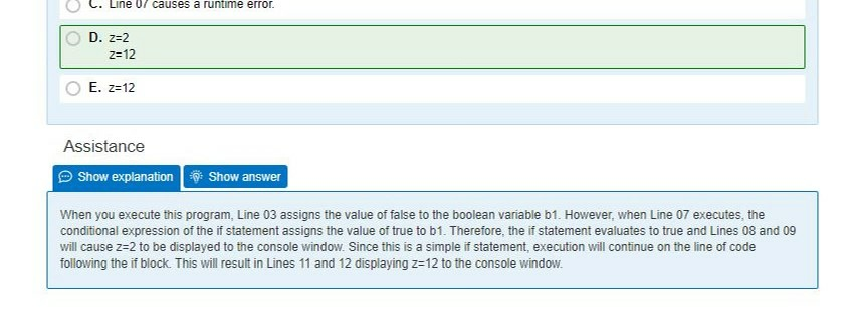 C. Line 07 causes a runtime error.
D. z=2
z=12
E. z=12
Assistance
Show explanation Show answer
When you execute this program, Line 03 assigns the value of false to the boolean variable b1. However, when Line 07 executes, the
conditional expression of the if statement assigns the value of true to b1. Therefore, the if statement evaluates to true and Lines 08 and 09
will cause z=2 to be displayed to the console window. Since this is a simple if statement, execution will continue on the line of code
following the if block. This will result in Lines 11 and 12 displaying z=12 to the console window.